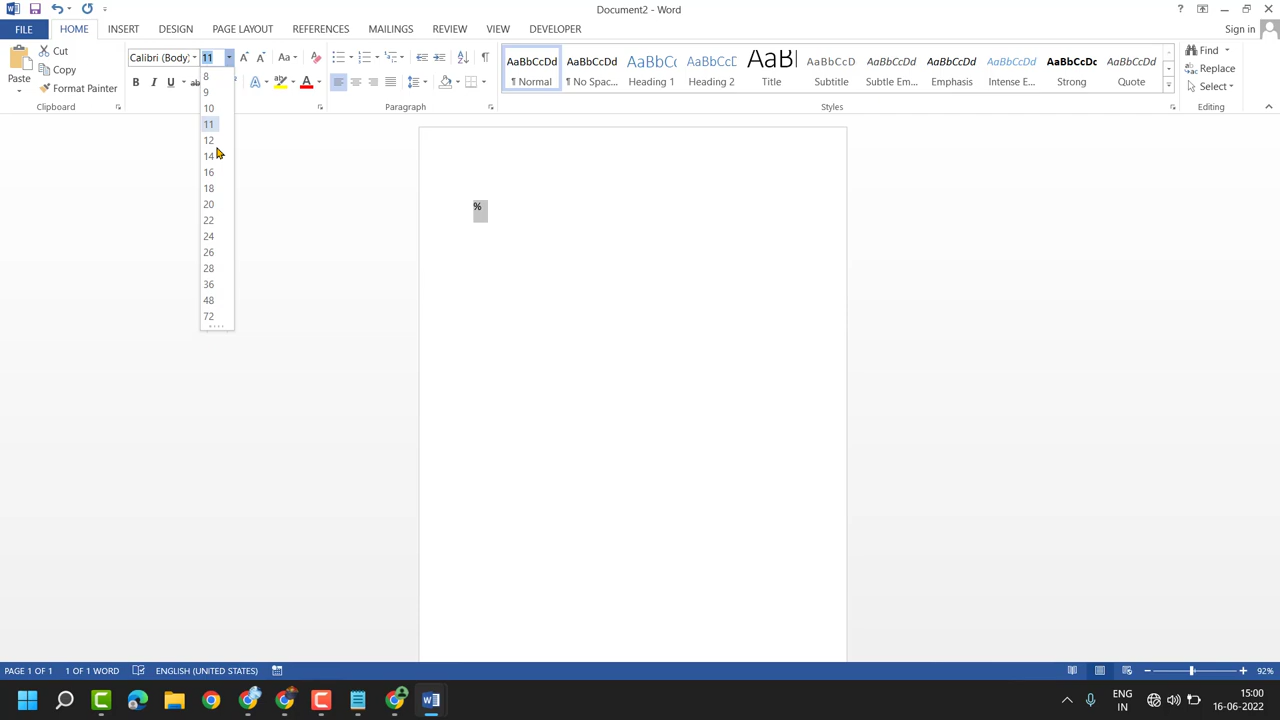 Document2 - Word
Sign in
FILE HOME INSERT DESIGN PAGE LAYOUT REFERENCES MAILINGS REVIEW VIEW DEVELOPER
Paste
Cut
Copy
Format Painter
Clipboard
Calibri (Body) 11
Aa
B I U ab A A
8
9
10
11
12
14
16
18
20
22
24
26
28
36
48
72
Paragraph
AaBbCcDd AaBbCcDd AaBbCc AaBbCcD AaB AaBbCcD AaBbCcDd AaBbCcDd AaBbCcDd AaBbCcDd AaBbCcDd
¶ Normal ¶ No Spac... Heading 1 Heading 2 Title Subtitle Subtle Em... Emphasis Intense E... Strong Quote
Styles
Find
Replace
Select
Editing
%
PAGE 1 OF 1 1 OF 1 WORD ENGLISH (UNITED STATES) 92%
ENG
IN
15:00
16-06-2022